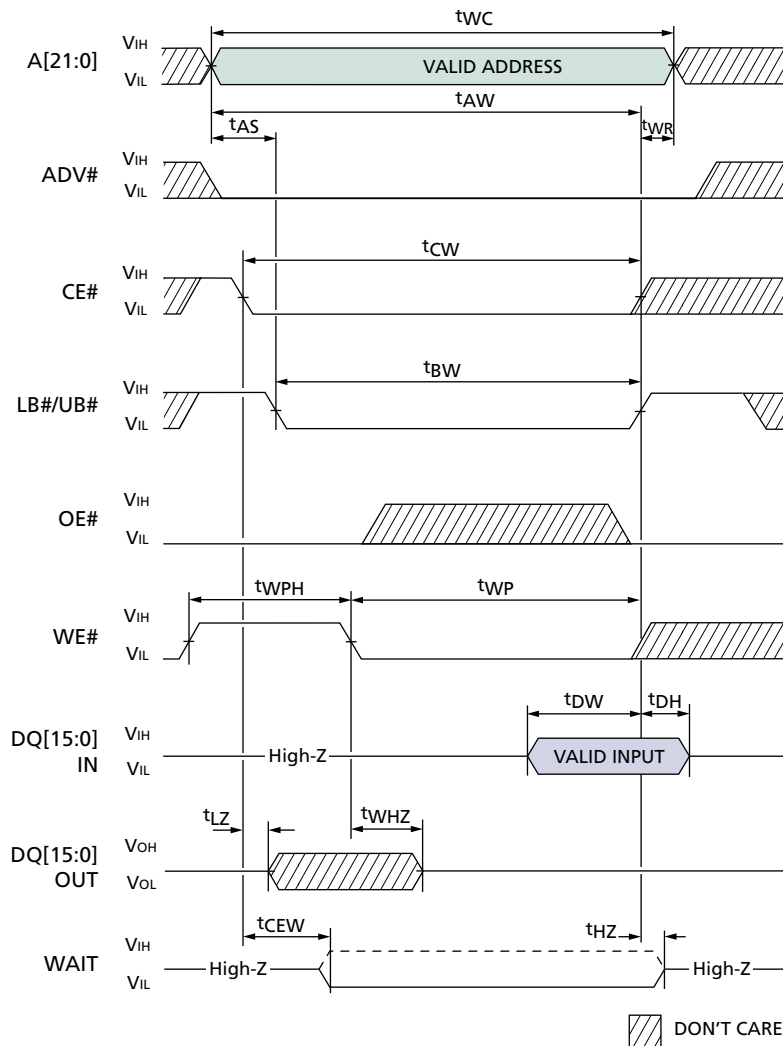 tWC
A[21:0] VIH VIL VALID ADDRESS
tAW
tAS tWR
ADV# VIH VIL
tCW
CE# VIH VIL
tBW
LB#/UB# VIH VIL
OE# VIH VIL
tWPH tWP
WE# VIH VIL
tDW tDH
DQ[15:0] IN VIH VIL High-Z VALID INPUT
tLZ tWHZ
DQ[15:0] OUT VOH VOL
tCEW tHZ
WAIT VIH VIL High-Z High-Z
DON'T CARE